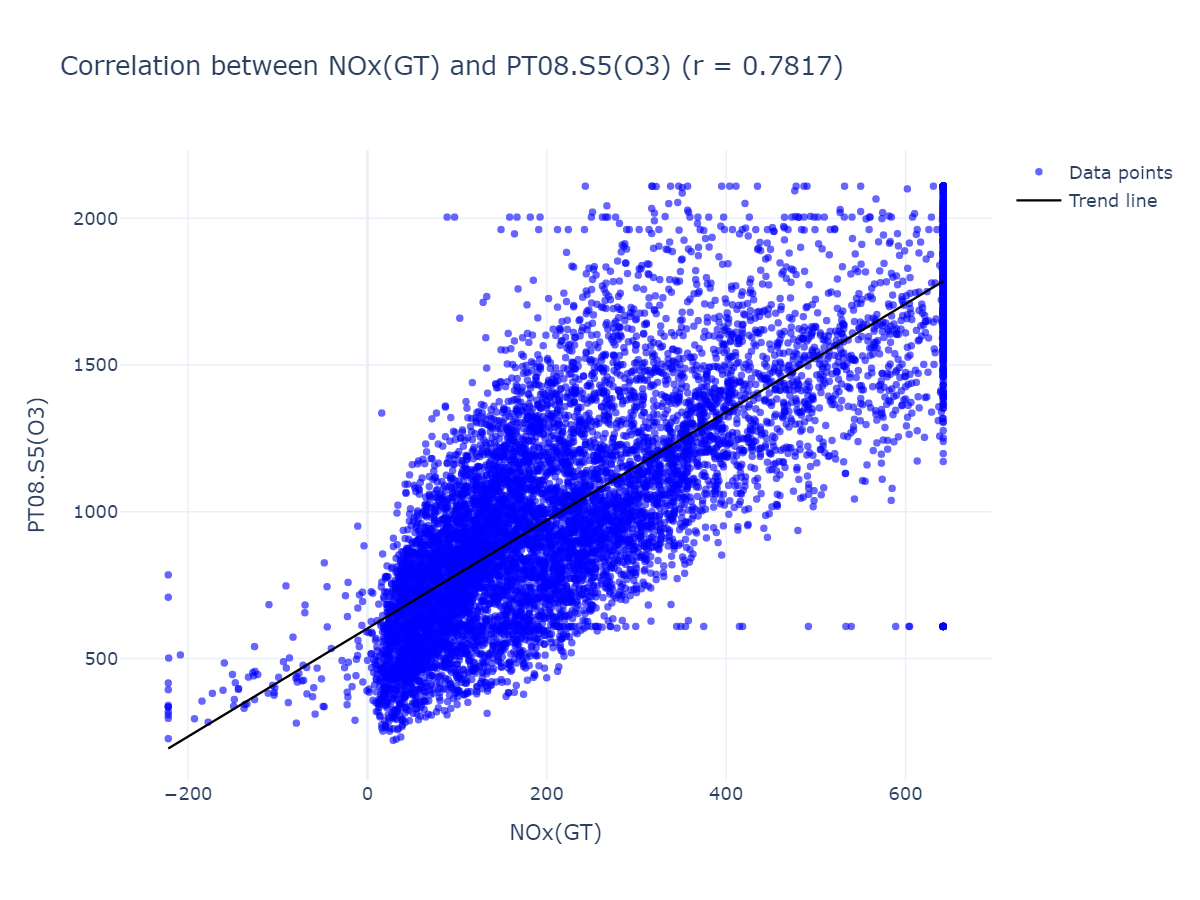 Correlation between NOx(GT) and PT08.S5(O3) (r = 0.7817)
Data points
Trend line
2000
1500
1000
500
PT08.S5(O3)
−200
0
200
400
600
NOx(GT)